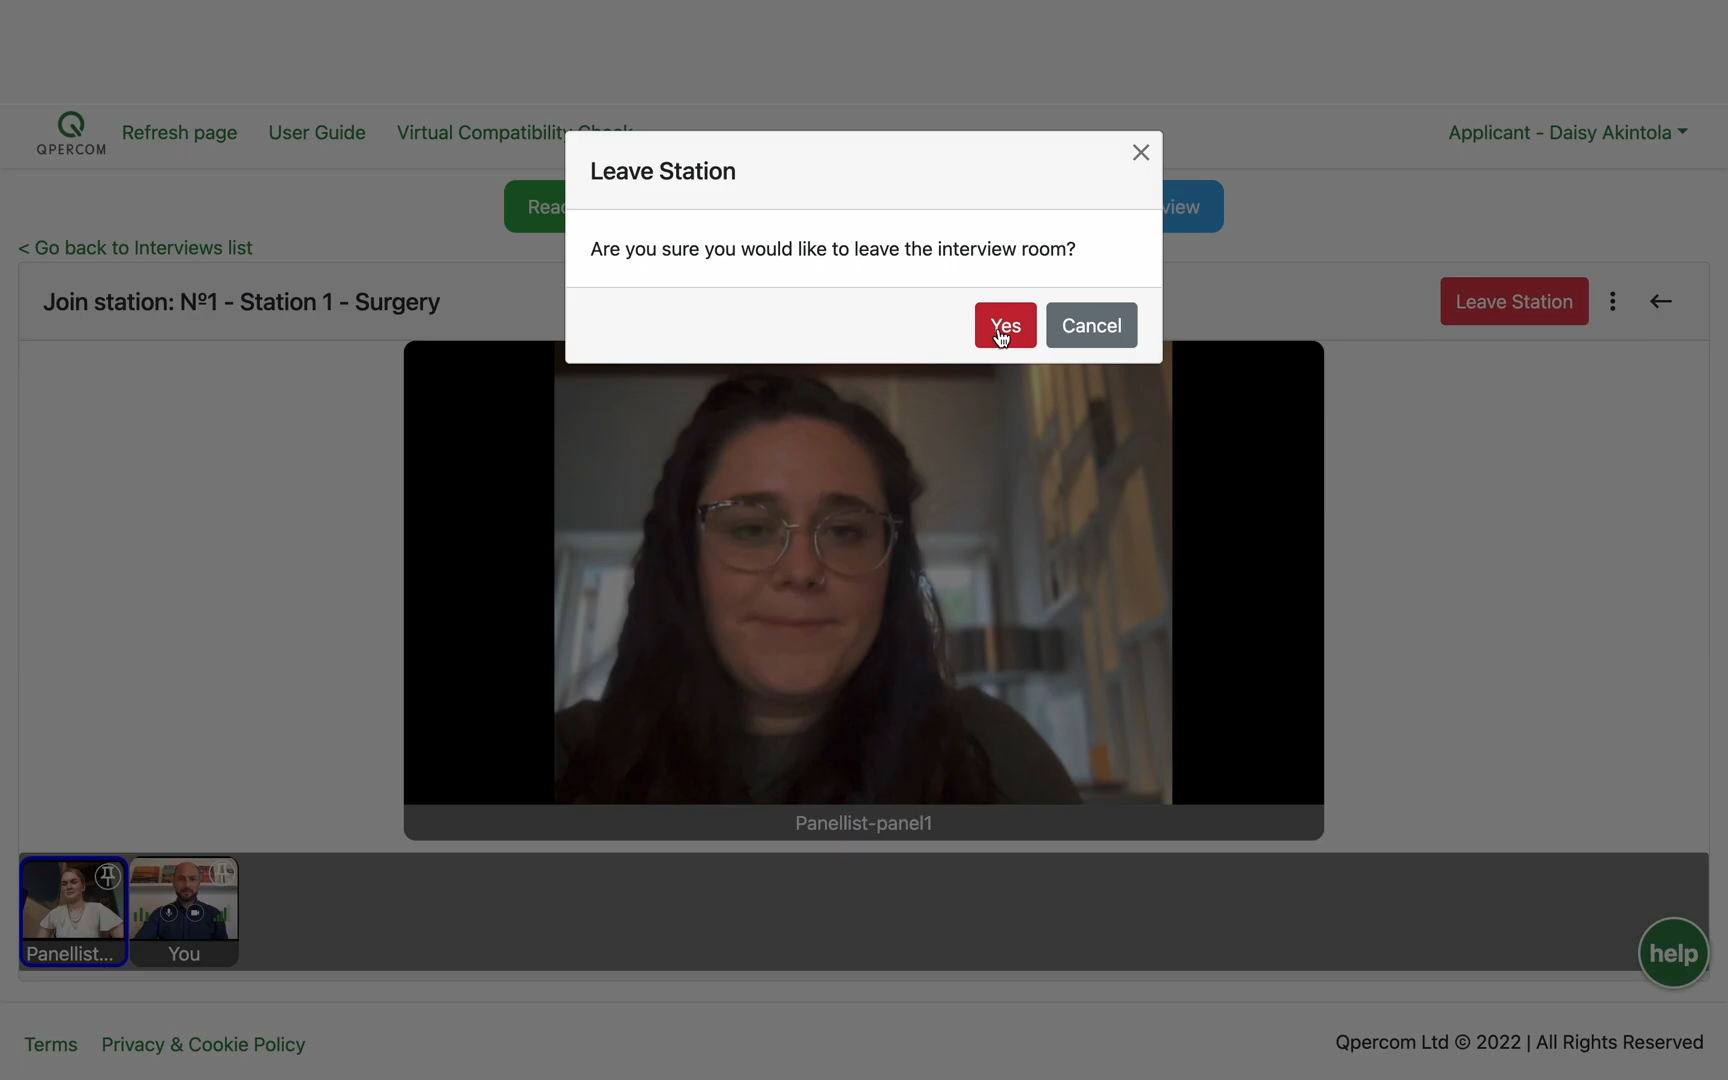 QPERCOM
Refresh page
User Guide
Virtual Compatibility Check
Applicant - Daisy Akintola
Leave Station
Are you sure you would like to leave the interview room?
Yes
Cancel
< Go back to Interviews list
Join station: Nº1 - Station 1 - Surgery
Leave Station
Panellist-panel1
Panellist...
You
help
Terms
Privacy & Cookie Policy
Qpercom Ltd © 2022 | All Rights Reserved